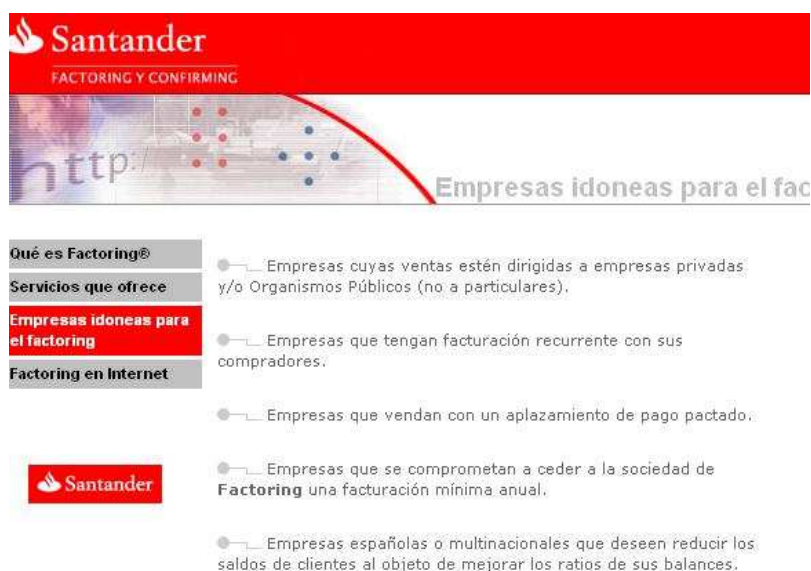 Santander
FACTORING Y CONFIRMING
http:/
Empresas idoneas para el fac
Qué es Factoring®
Servicios que ofrece
Empresas idoneas para
el factoring
Factoring en Internet
Santander
Empresas cuyas ventas estén dirigidas a empresas privadas
y/o Organismos Públicos (no a particulares).
Empresas que tengan facturación recurrente con sus
compradores.
Empresas que vendan con un aplazamiento de pago pactado.
Empresas que se comprometan a ceder a la sociedad de
Factoring una facturación mínima anual.
Empresas españolas o multinacionales que deseen reducir los
saldos de clientes al objeto de mejorar los ratios de sus balances.